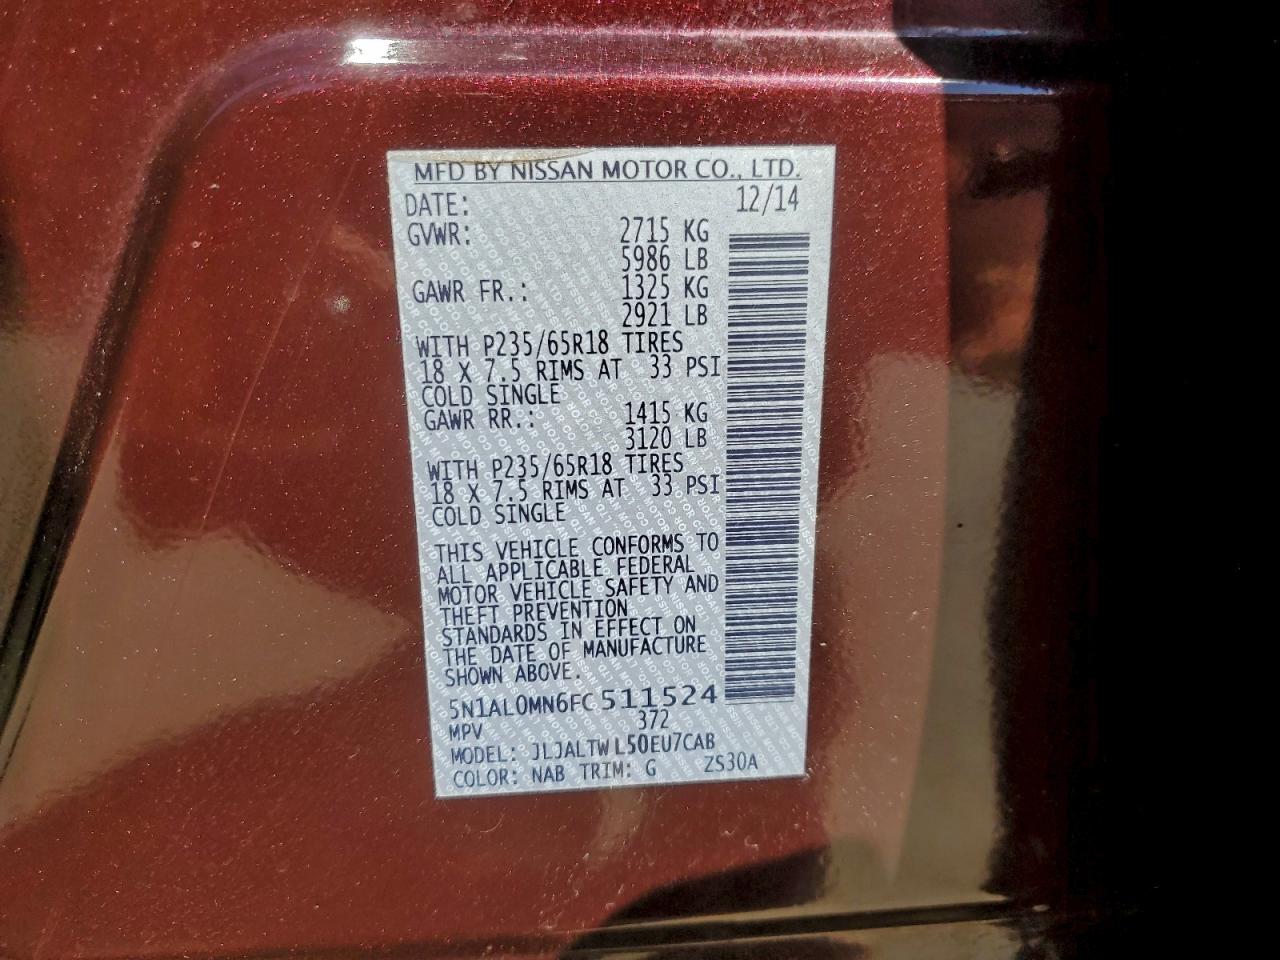 MFD BY NISSAN MOTOR CO., LTD.
DATE: 12/14
GVWR: 2715 KG
5986 LB
GAWR FR.: 1325 KG
2921 LB
WITH P235/65R18 TIRES
18 X 7.5 RIMS AT 33 PSI
COLD SINGLE
GAWR RR.: 1415 KG
3120 LB
WITH P235/65R18 TIRES
18 X 7.5 RIMS AT 33 PSI
COLD SINGLE
THIS VEHICLE CONFORMS TO
ALL APPLICABLE FEDERAL
MOTOR VEHICLE SAFETY AND
THEFT PREVENTION
STANDARDS IN EFFECT ON
THE DATE OF MANUFACTURE
SHOWN ABOVE.
5N1AL0MN6FC511524
MPV 372
MODEL: JLJALTWL50EU7CAB
COLOR: NAB TRIM: G ZS30A